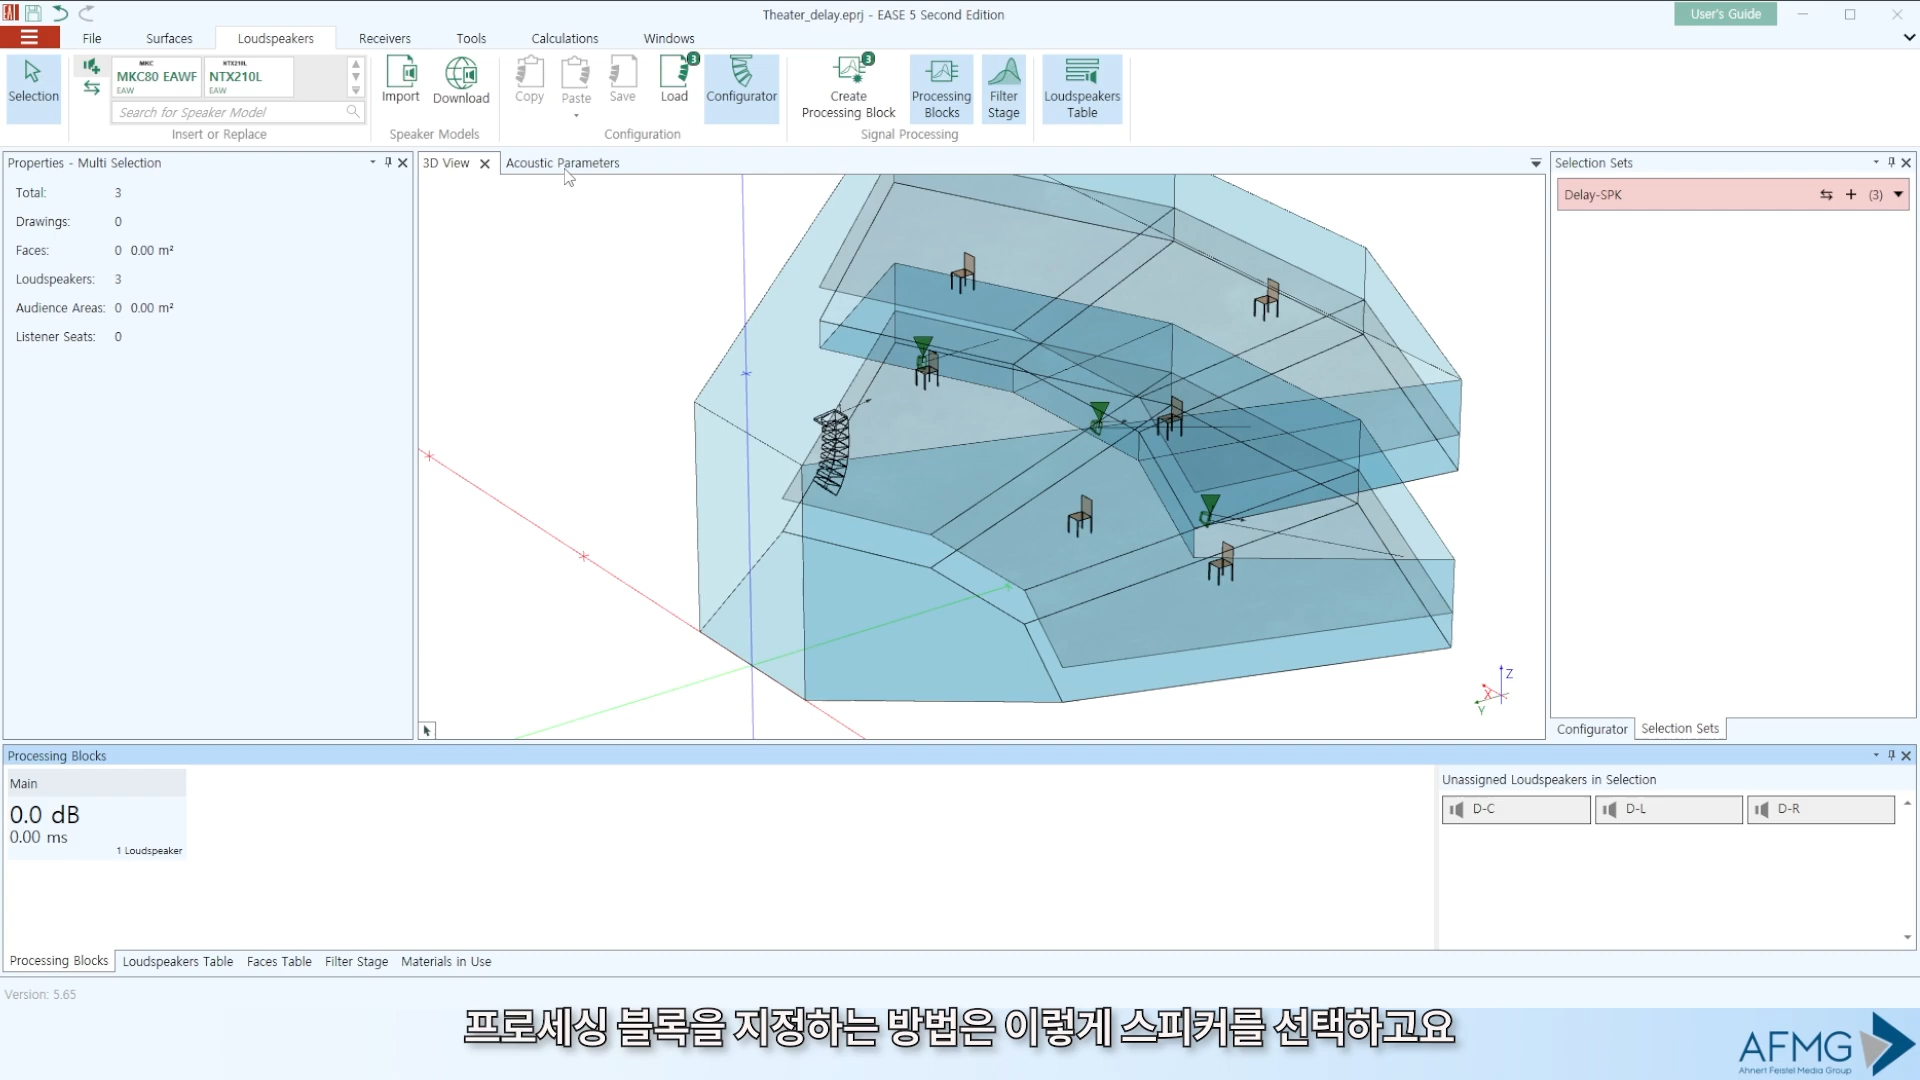 Theater_delay.eprj - EASE 5 Second Edition
User's Guide
File Surfaces Loudspeakers Receivers Tools Calculations Windows
Selection
MKC
MKC80 EAWF
EAW
NTX210L
NTX210L
EAW
Search for Speaker Model
Insert or Replace
Import
Download
Speaker Models
Copy
Paste
Save
Load
3
Configurator
Configuration
Create
Processing Block
3
Processing
Blocks
Filter
Stage
Signal Processing
Loudspeakers
Table
Properties - Multi Selection
Total: 3
Drawings: 0
Faces: 0 0.00 m²
Loudspeakers: 3
Audience Areas: 0 0.00 m²
Listener Seats: 0
3D View
Acoustic Parameters
Z
X
Y
Selection Sets
Delay-SPK (3)
Configurator Selection Sets
Processing Blocks
Main
0.0 dB
0.00 ms
1 Loudspeaker
Unassigned Loudspeakers in Selection
D-C D-L D-R
Processing Blocks Loudspeakers Table Faces Table Filter Stage Materials in Use
Version: 5.65
프로세싱 블록을 지정하는 방법은 이렇게 스피커를 선택하고요
AFMG
Ahnert Feistel Media Group